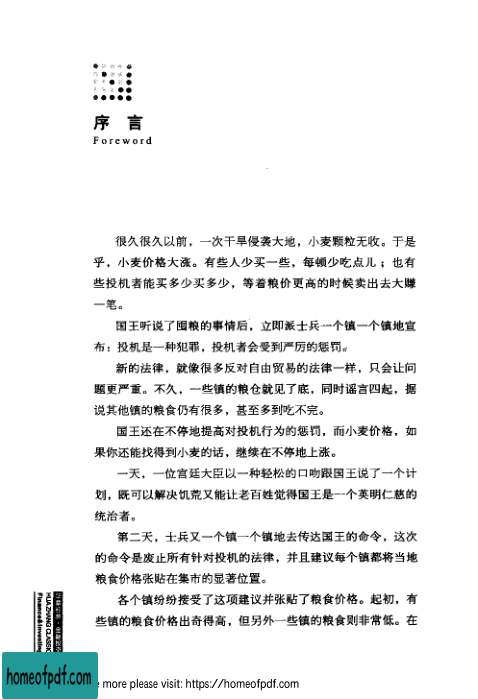 序 言
Foreword
很久很久以前，一次干旱侵袭大地，小麦颗粒无收。于是
乎，小麦价格大涨。有些人少买一些，每顿少吃点儿；也有
些投机者能买多少买多少，等着粮价更高的时候卖出去大赚
一笔。
国王听说了囤粮的事情后，立即派士兵一个镇一个镇地宣
布：投机是一种犯罪，投机者会受到严厉的惩罚。
新的法律，就像很多反对自由贸易的法律一样，只会让问
题更严重。不久，一些镇的粮仓就见了底，同时谣言四起，据
说其他镇的粮食仍有很多，甚至多到吃不完。
国王还在不停地提高对投机行为的惩罚，而小麦价格，如
果你还能找得到小麦的话，继续在不停地上涨。
一天，一位宫廷大臣以一种轻松的口吻跟国王说了一个计
划，既可以解决饥荒又能让老百姓觉得国王是一个英明仁慈的
统治者。
第二天，士兵又一个镇一个镇地去传达国王的命令，这次
的命令是废止所有针对投机的法律，并且建议每个镇都将当地
粮食价格张贴在集市的显著位置。
各个镇纷纷接受了这项建议并张贴了粮食价格。起初，有
些镇的粮食价格出奇得高，但另外一些镇的粮食则非常低。在
HUAZHANG CLASSIC
Finance & Investing
homeofpdf.com
more please visit: https://homeofpdf.com